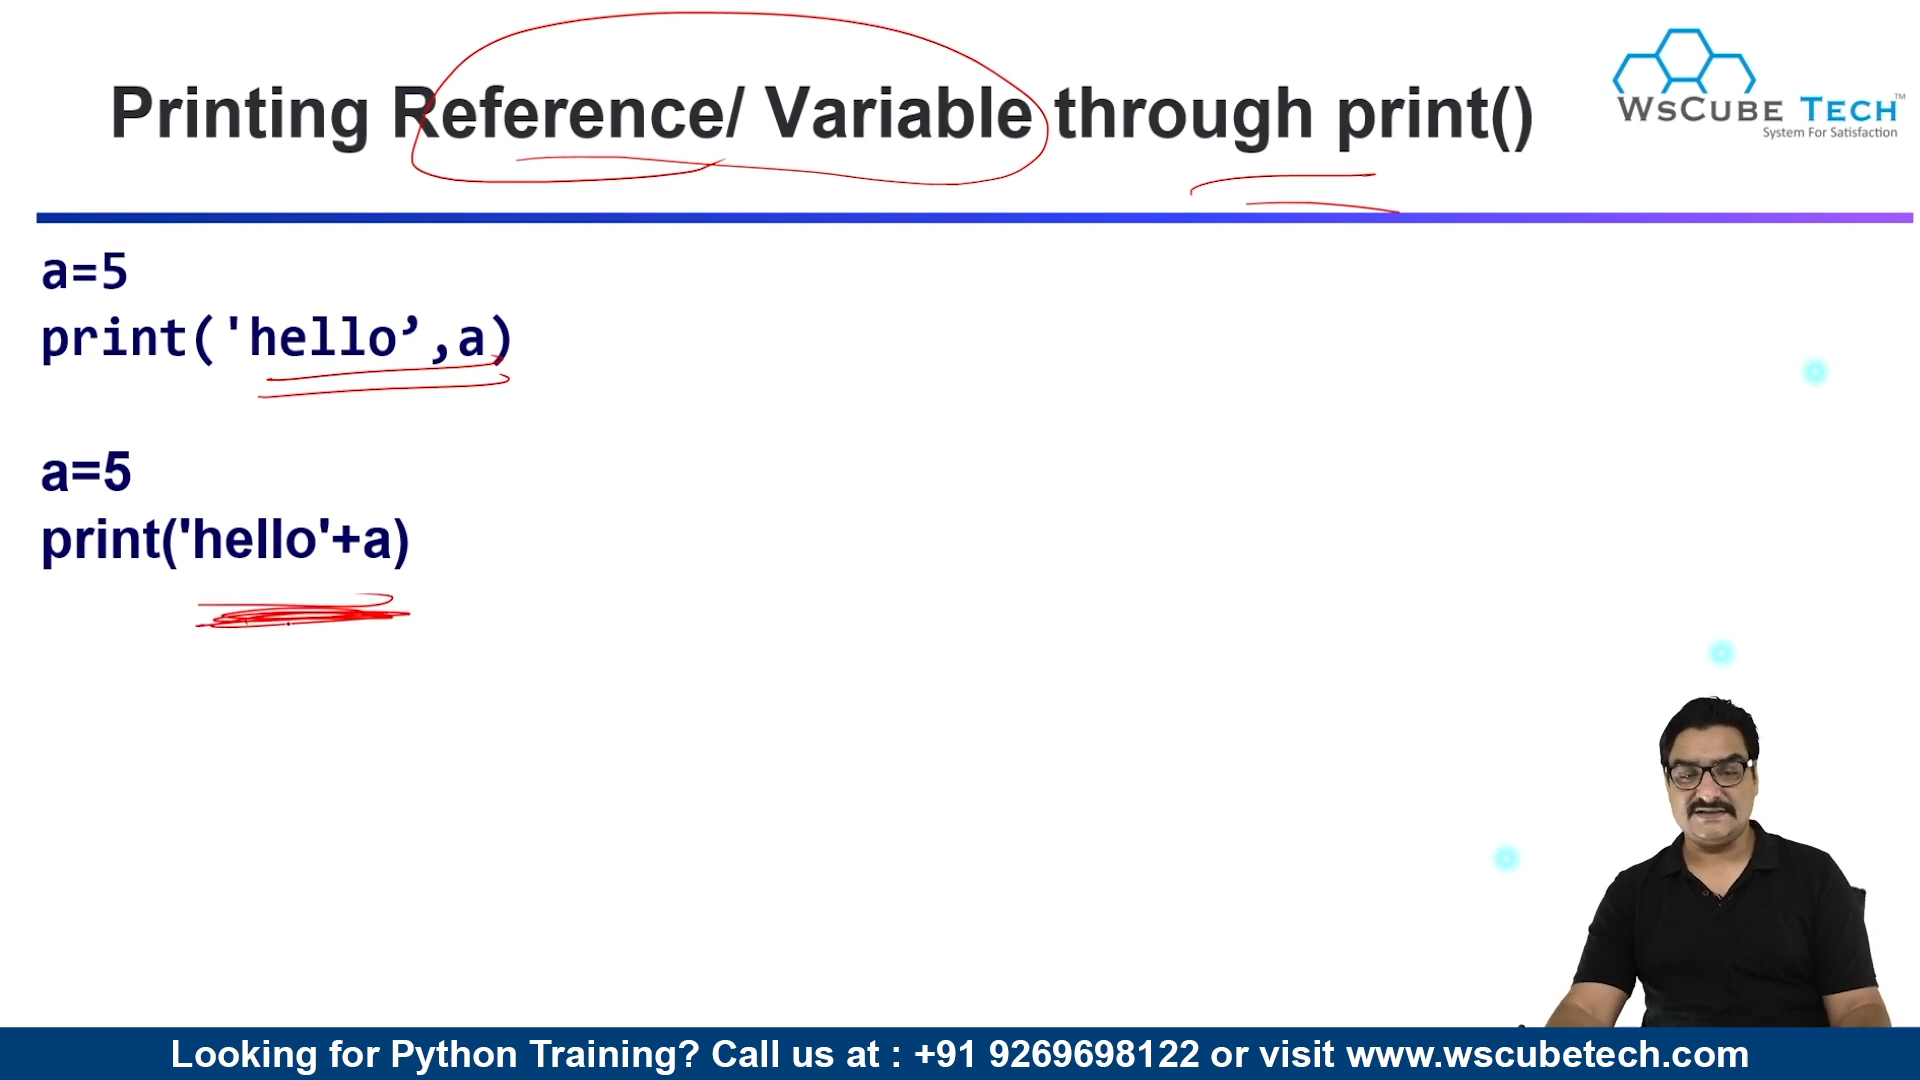 Printing Reference/ Variable through print()
WsCube Tech™
System For Satisfaction
a=5
print('hello’,a)
a=5
print('hello'+a)
Looking for Python Training? Call us at : +91 9269698122 or visit www.wscubetech.com